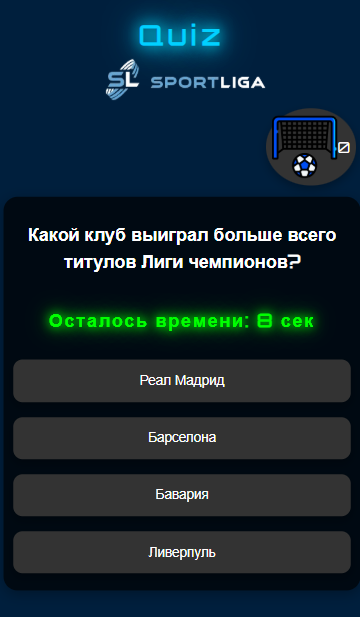 Quiz
SL SPORTLIGA
0
Какой клуб выиграл больше всего
титулов Лиги чемпионов?
Осталось времени: 8 сек
Реал Мадрид
Барселона
Бавария
Ливерпуль